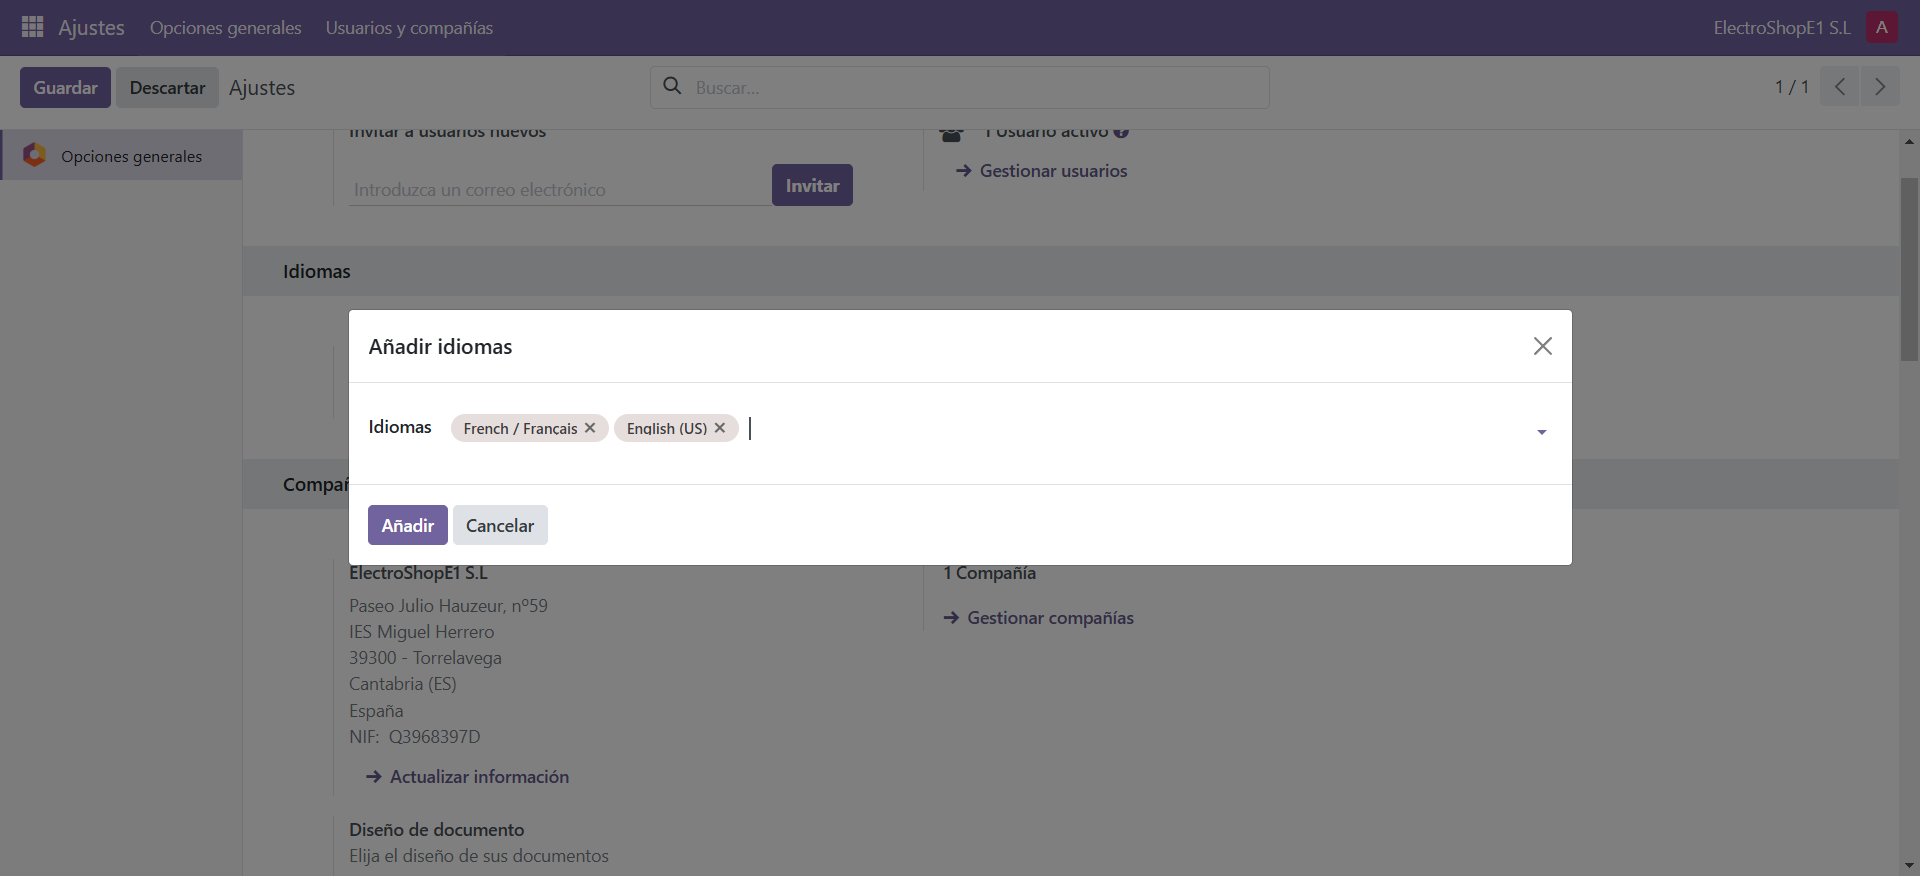 Ajustes Opciones generales Usuarios y compañías ElectroShopE1 S.L A
Guardar Descartar Ajustes Buscar... 1 / 1
Opciones generales
Invitar a usuarios nuevos
1 Usuario activo
Introduzca un correo electrónico Invitar
Gestionar usuarios
Idiomas
Añadir idiomas
Idiomas French / Français English (US)
Añadir Cancelar
Compañ
ElectroShopE1 S.L
Paseo Julio Hauzeur, nº59
IES Miguel Herrero
39300 - Torrelavega
Cantabria (ES)
España
NIF: Q3968397D
Actualizar información
1 Compañía
Gestionar compañías
Diseño de documento
Elija el diseño de sus documentos